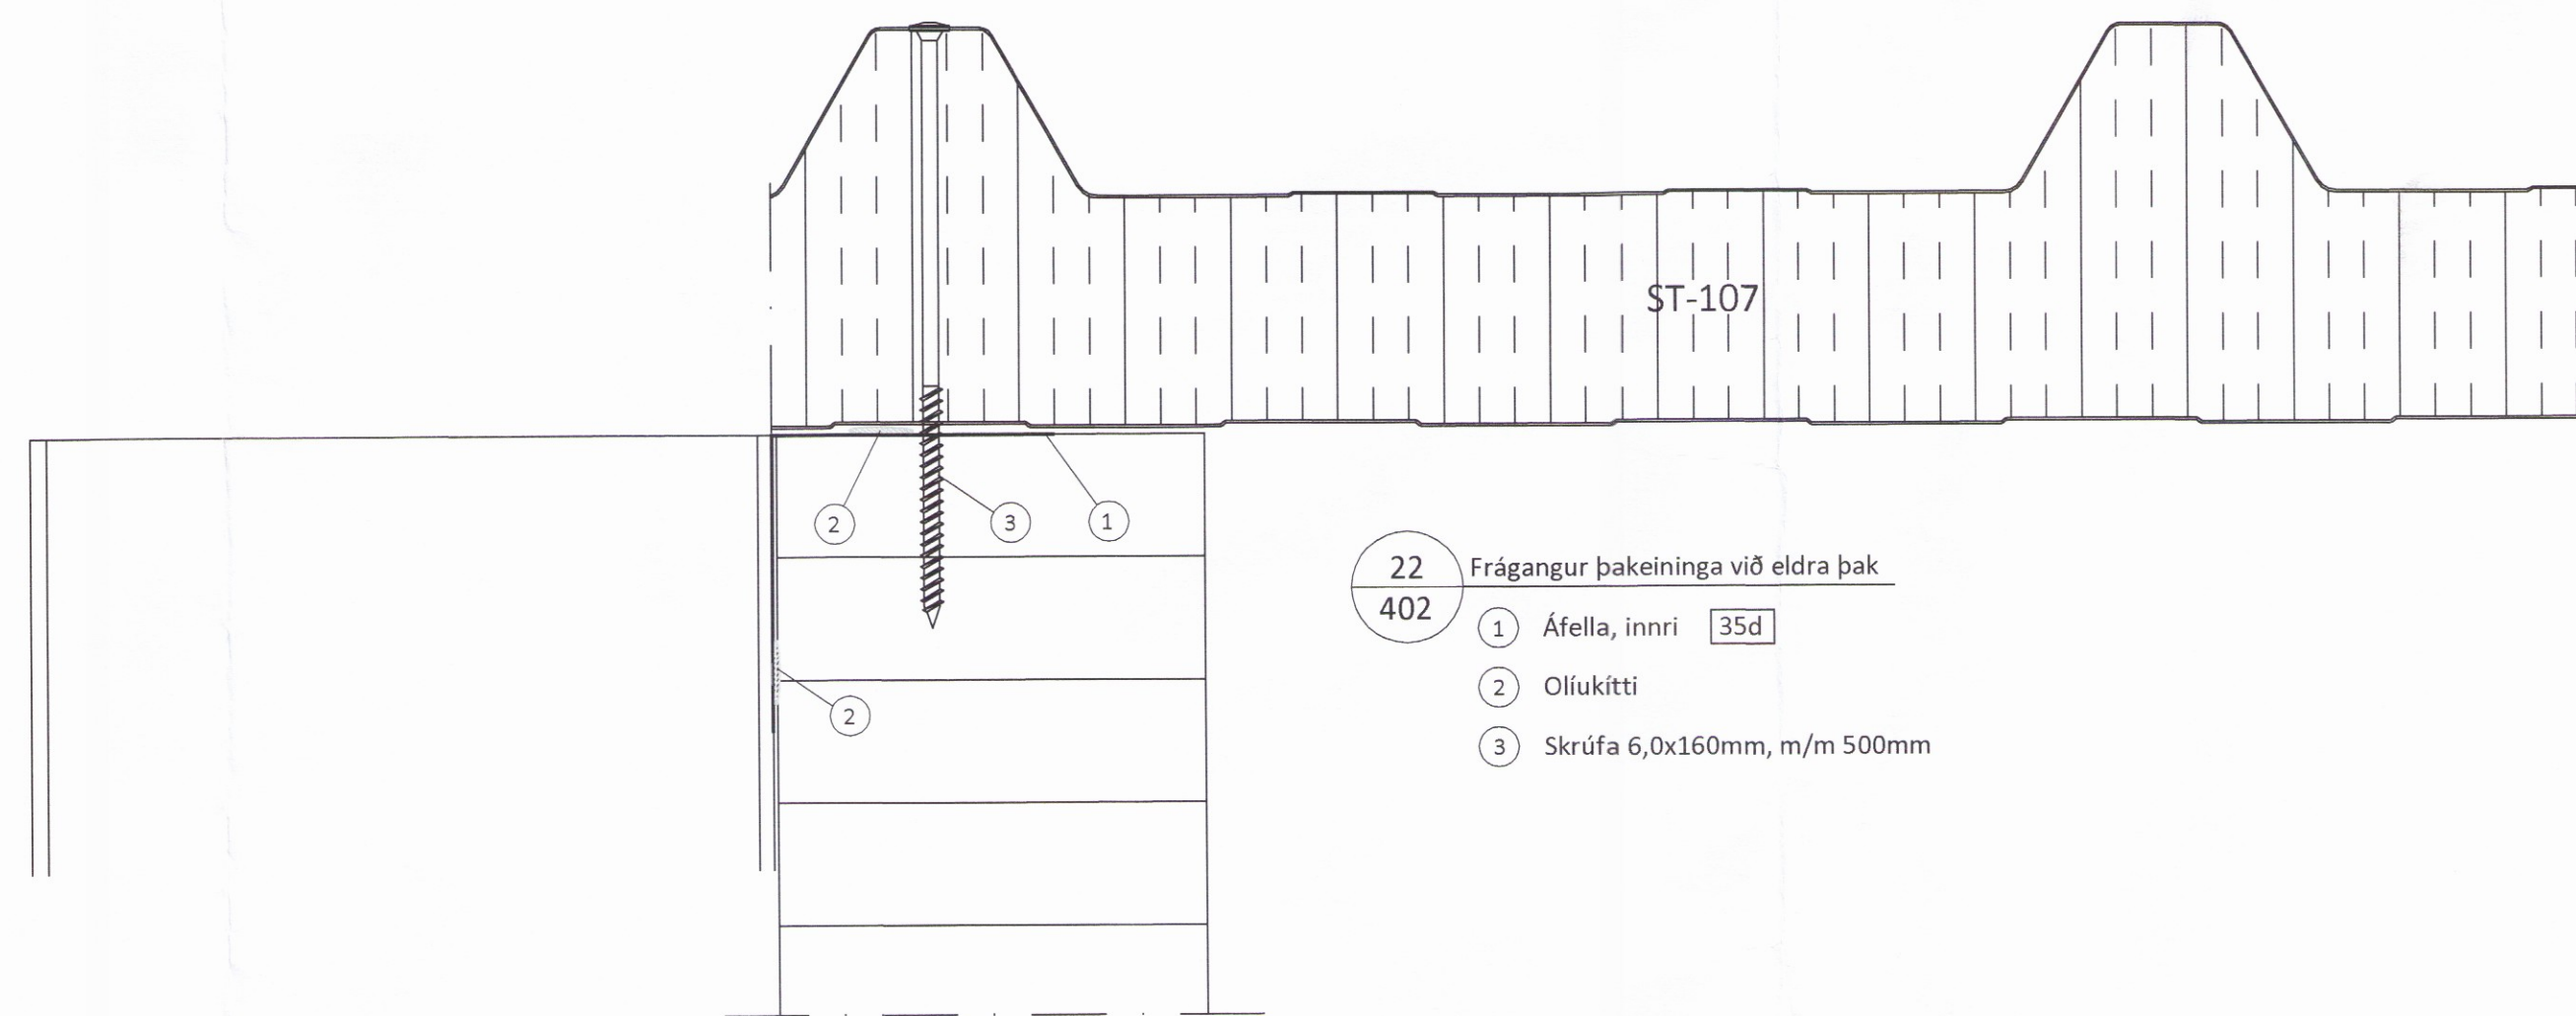 ST-107
2
3
1
2
22
402
Frágangur þakeininga við eldra þak
1 Áfella, innri 35d
2 Olíukítti
3 Skrúfa 6,0x160mm, m/m 500mm